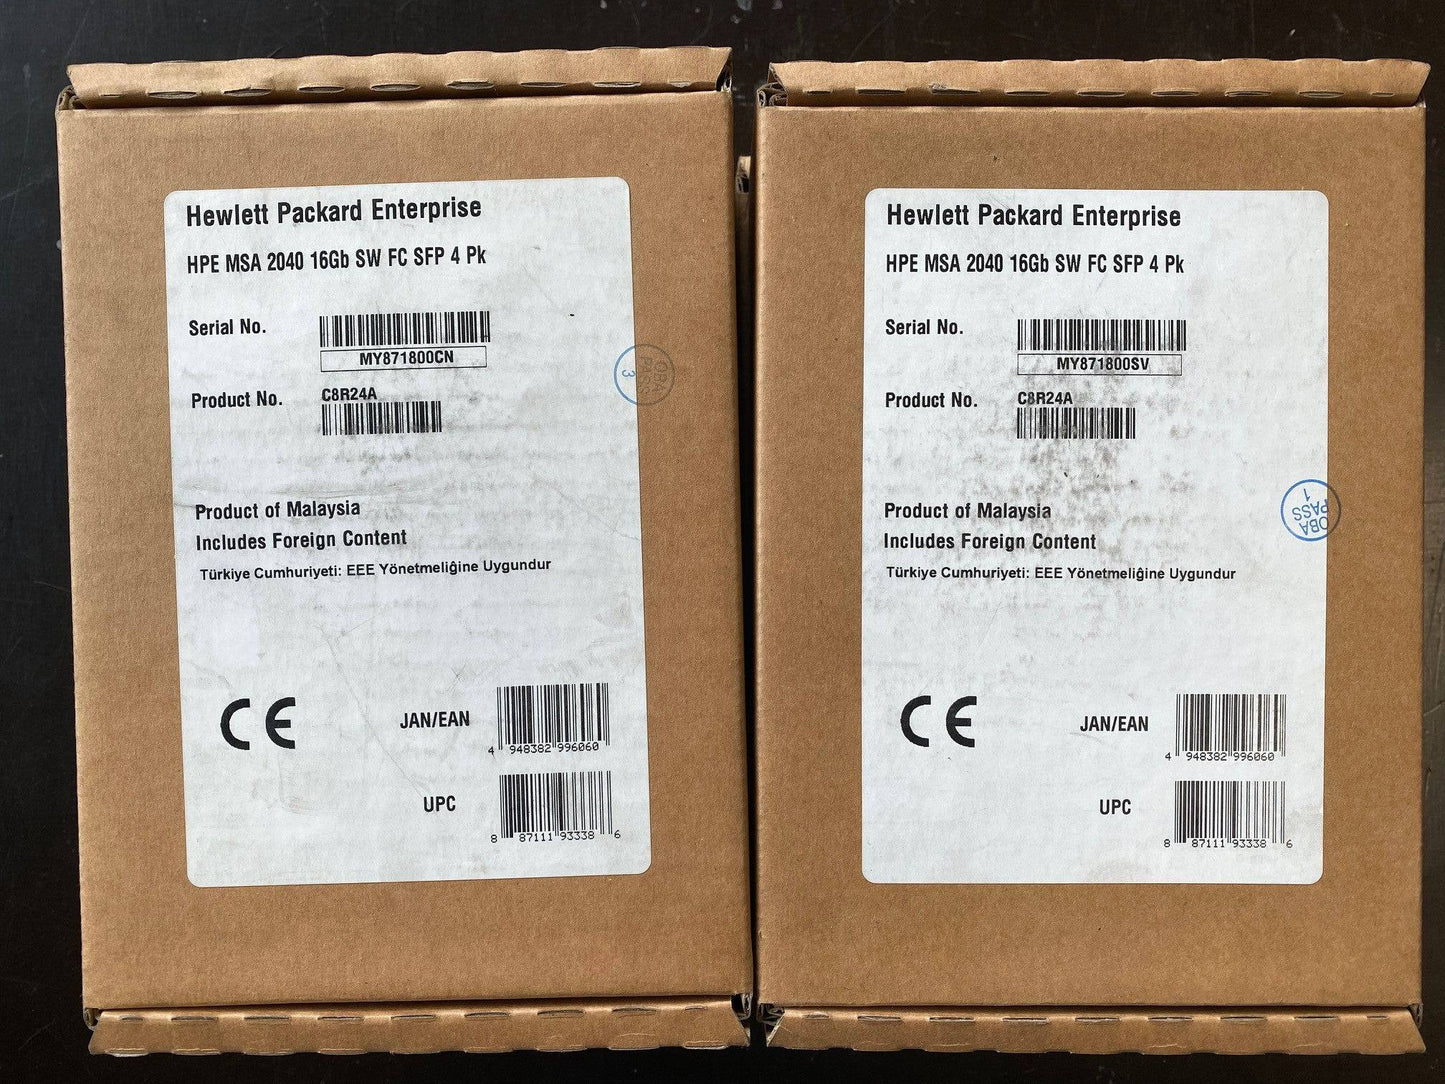 Hewlett Packard Enterprise
HPE MSA 2040 16Gb SW FC SFP 4 Pk
Serial No.
MY871800CN
Product No.
C8R24A
OBA
PASS
3
Product of Malaysia
Includes Foreign Content
Türkiye Cumhuriyeti: EEE Yönetmeliğine Uygundur
CE
JAN/EAN
4 948382 996060
UPC
8 87111 93338 6
Hewlett Packard Enterprise
HPE MSA 2040 16Gb SW FC SFP 4 Pk
Serial No.
MY871800SV
Product No.
C8R24A
OBA
PASS
1
Product of Malaysia
Includes Foreign Content
Türkiye Cumhuriyeti: EEE Yönetmeliğine Uygundur
CE
JAN/EAN
4 948382 996060
UPC
8 87111 93338 6